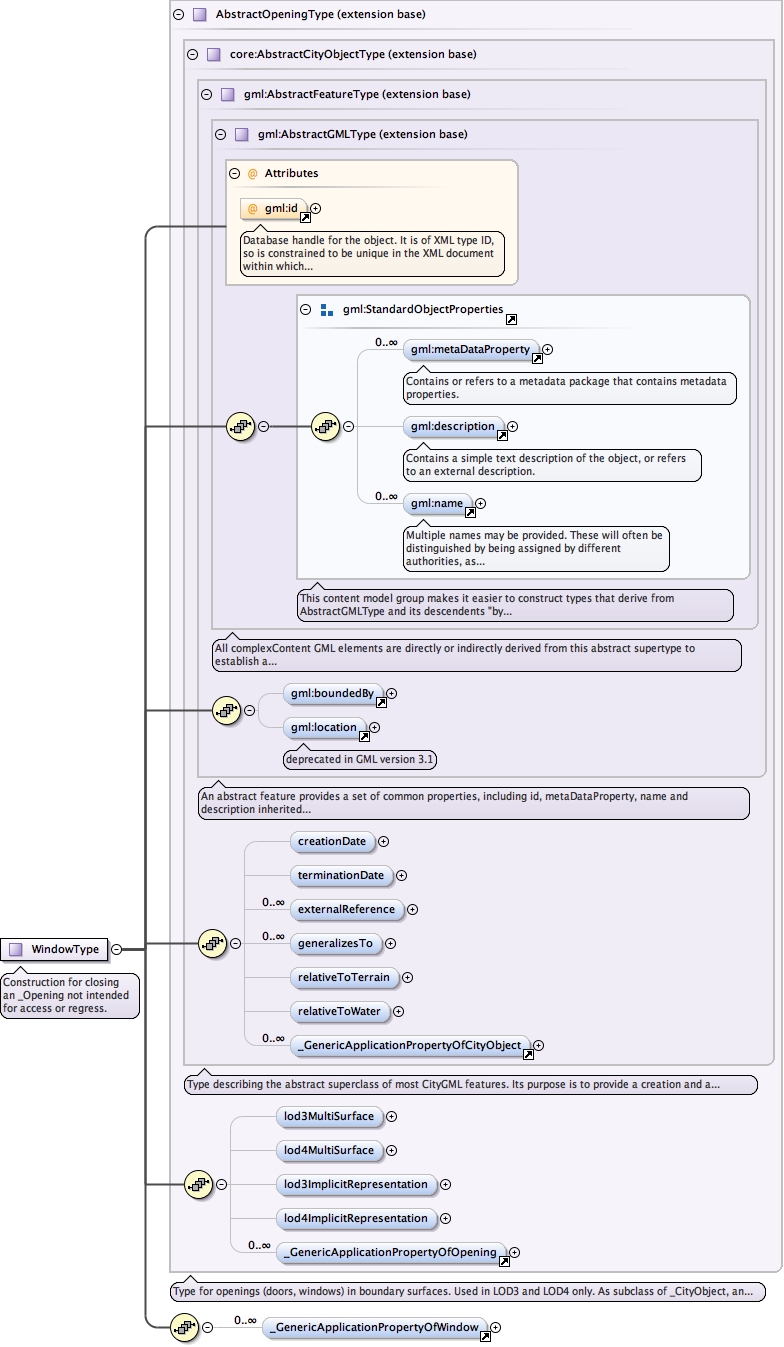 AbstractOpeningType (extension base)
core:AbstractCityObjectType (extension base)
gml:AbstractFeatureType (extension base)
gml:AbstractGMLType (extension base)
@ Attributes
@ gml:id
Database handle for the object. It is of XML type ID,
so is constrained to be unique in the XML document
within which...
gml:StandardObjectProperties
0..∞
gml:metaDataProperty
Contains or refers to a metadata package that contains metadata
properties.
gml:description
Contains a simple text description of the object, or refers
to an external description.
0..∞
gml:name
Multiple names may be provided. These will often be
distinguished by being assigned by different
authorities, as...
This content model group makes it easier to construct types that derive from
AbstractGMLType and its descendents "by...
All complexContent GML elements are directly or indirectly derived from this abstract supertype to
establish a...
gml:boundedBy
gml:location
deprecated in GML version 3.1
An abstract feature provides a set of common properties, including id, metaDataProperty, name and
description inherited...
creationDate
terminationDate
0..∞
externalReference
0..∞
generalizesTo
WindowType
Construction for closing
an _Opening not intended
for access or regress.
relativeToTerrain
relativeToWater
0..∞
_GenericApplicationPropertyOfCityObject
Type describing the abstract superclass of most CityGML features. Its purpose is to provide a creation and a...
lod3MultiSurface
lod4MultiSurface
lod3ImplicitRepresentation
lod4ImplicitRepresentation
0..∞
_GenericApplicationPropertyOfOpening
Type for openings (doors, windows) in boundary surfaces. Used in LOD3 and LOD4 only. As subclass of _CityObject, an...
0..∞
_GenericApplicationPropertyOfWindow